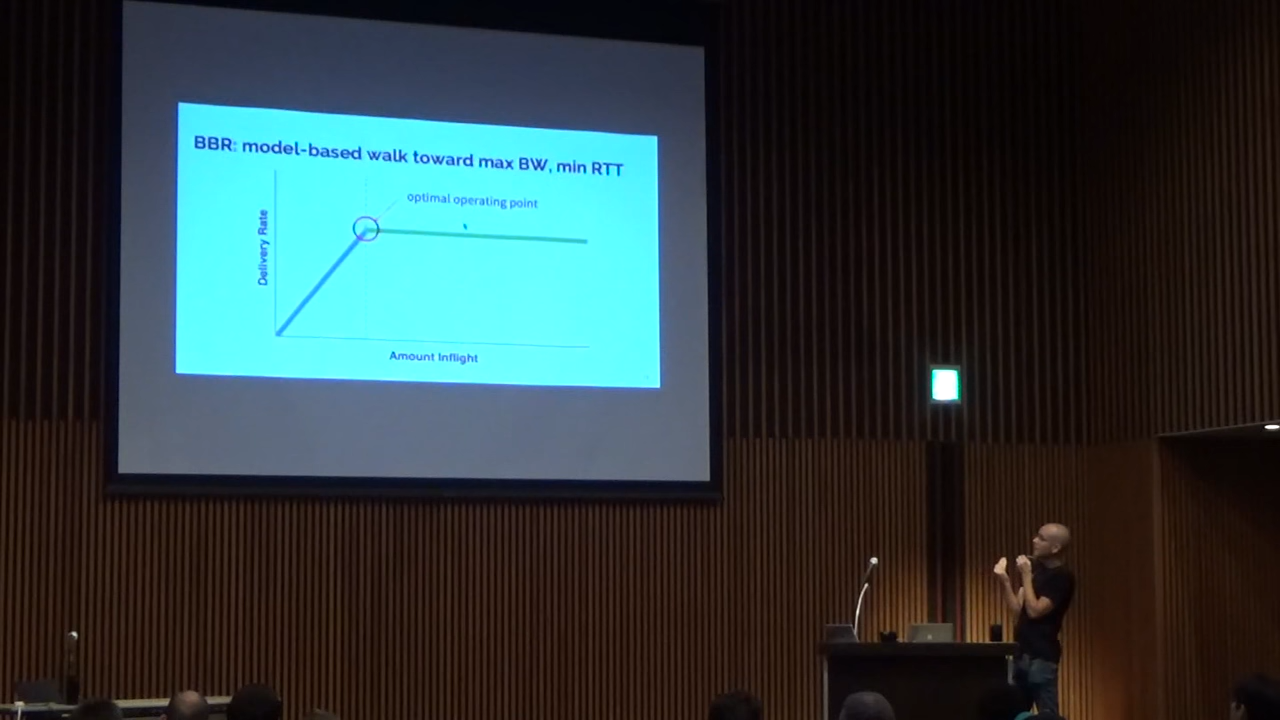 BBR: model-based walk toward max BW, min RTT
optimal operating point
Delivery Rate
Amount Inflight